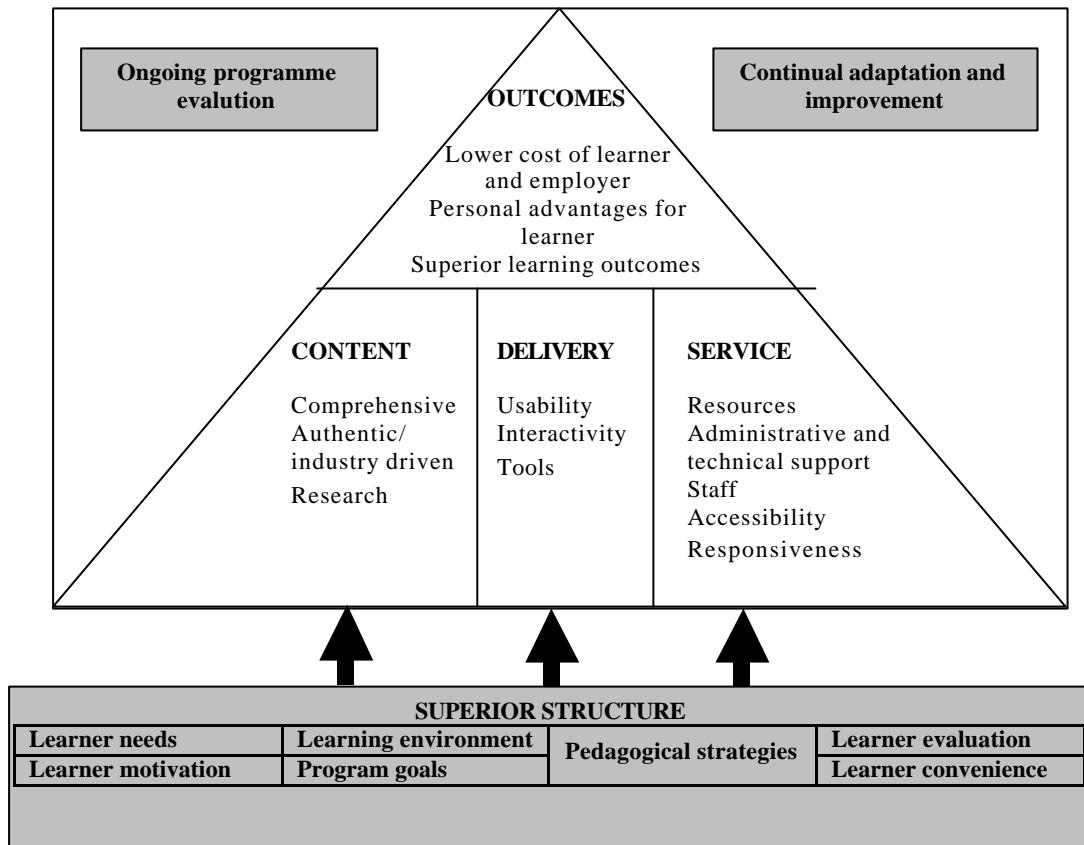 Ongoing programme
evalution
Continual adaptation and
improvement
OUTCOMES
Lower cost of learner
and employer
Personal advantages for
learner
Superior learning outcomes
CONTENT
Comprehensive
Authentic/
industry driven
Research
DELIVERY
Usability
Interactivity
Tools
SERVICE
Resources
Administrative and
technical support
Staff
Accessibility
Responsiveness
SUPERIOR STRUCTURE
Learner needs
Learner motivation
Learning environment
Program goals
Pedagogical strategies
Learner evaluation
Learner convenience